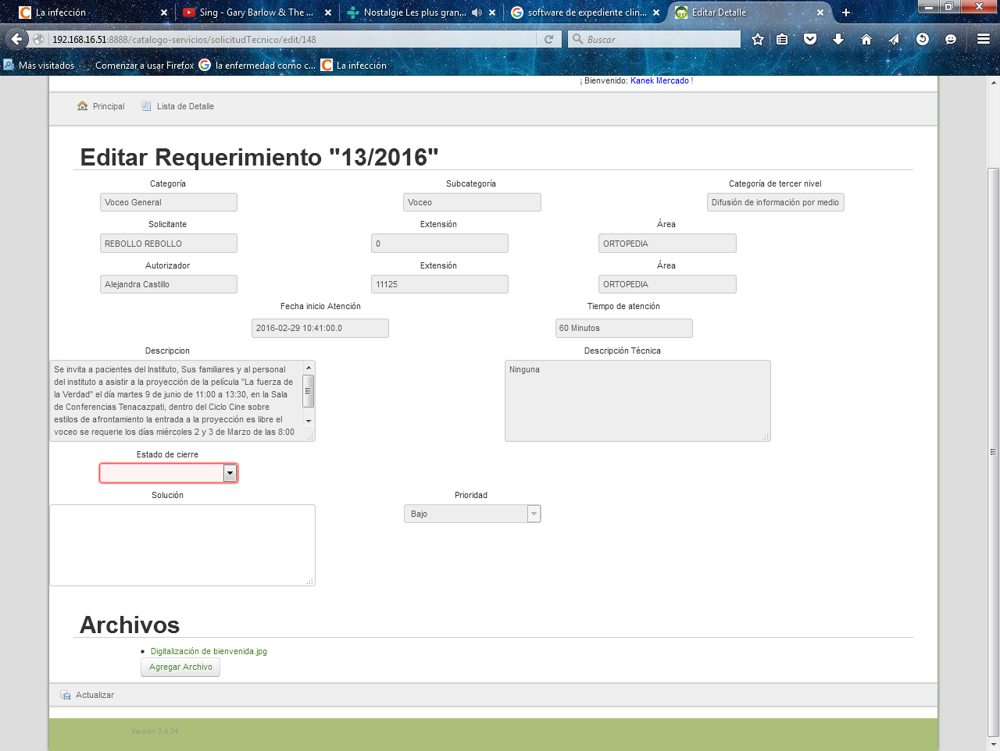 La infección
Sing - Gary Barlow & The ...
Nostalgie Les plus gran...
software de expediente clin...
Editar Detalle
192.168.16.51:8888/catalogo-servicios/solicitudTecnico/edit/148
Buscar
Más visitados
Comenzar a usar Firefox
la enfermedad como c...
La infección
¡ Bienvenido: Kanek Mercado !
Principal
Lista de Detalle
Editar Requerimiento "13/2016"
Categoría
Subcategoría
Categoría de tercer nivel
Voceo General
Voceo
Difusión de información por medio
Solicitante
Extensión
Área
REBOLLO REBOLLO
0
ORTOPEDIA
Autorizador
Extensión
Área
Alejandra Castillo
11125
ORTOPEDIA
Fecha inicio Atención
Tiempo de atención
2016-02-29 10:41:00.0
60 Minutos
Descripcion
Descripción Técnica
Se invita a pacientes del Instituto, Sus familiares y al personal
del instituto a asistir a la proyección de la película "La fuerza de
la Verdad" el día martes 9 de junio de 11:00 a 13:30, en la Sala
de Conferencias Tenacazpati, dentro del Ciclo Cine sobre
estilos de afrontamiento la entrada a la proyección es libre el
voceo se requerie los días miércoles 2 y 3 de Marzo de las 8:00
Ninguna
Estado de cierre
Solución
Prioridad
Bajo
Archivos
Digitalización de bienvenida.jpg
Agregar Archivo
Actualizar
Versión 0.4.34